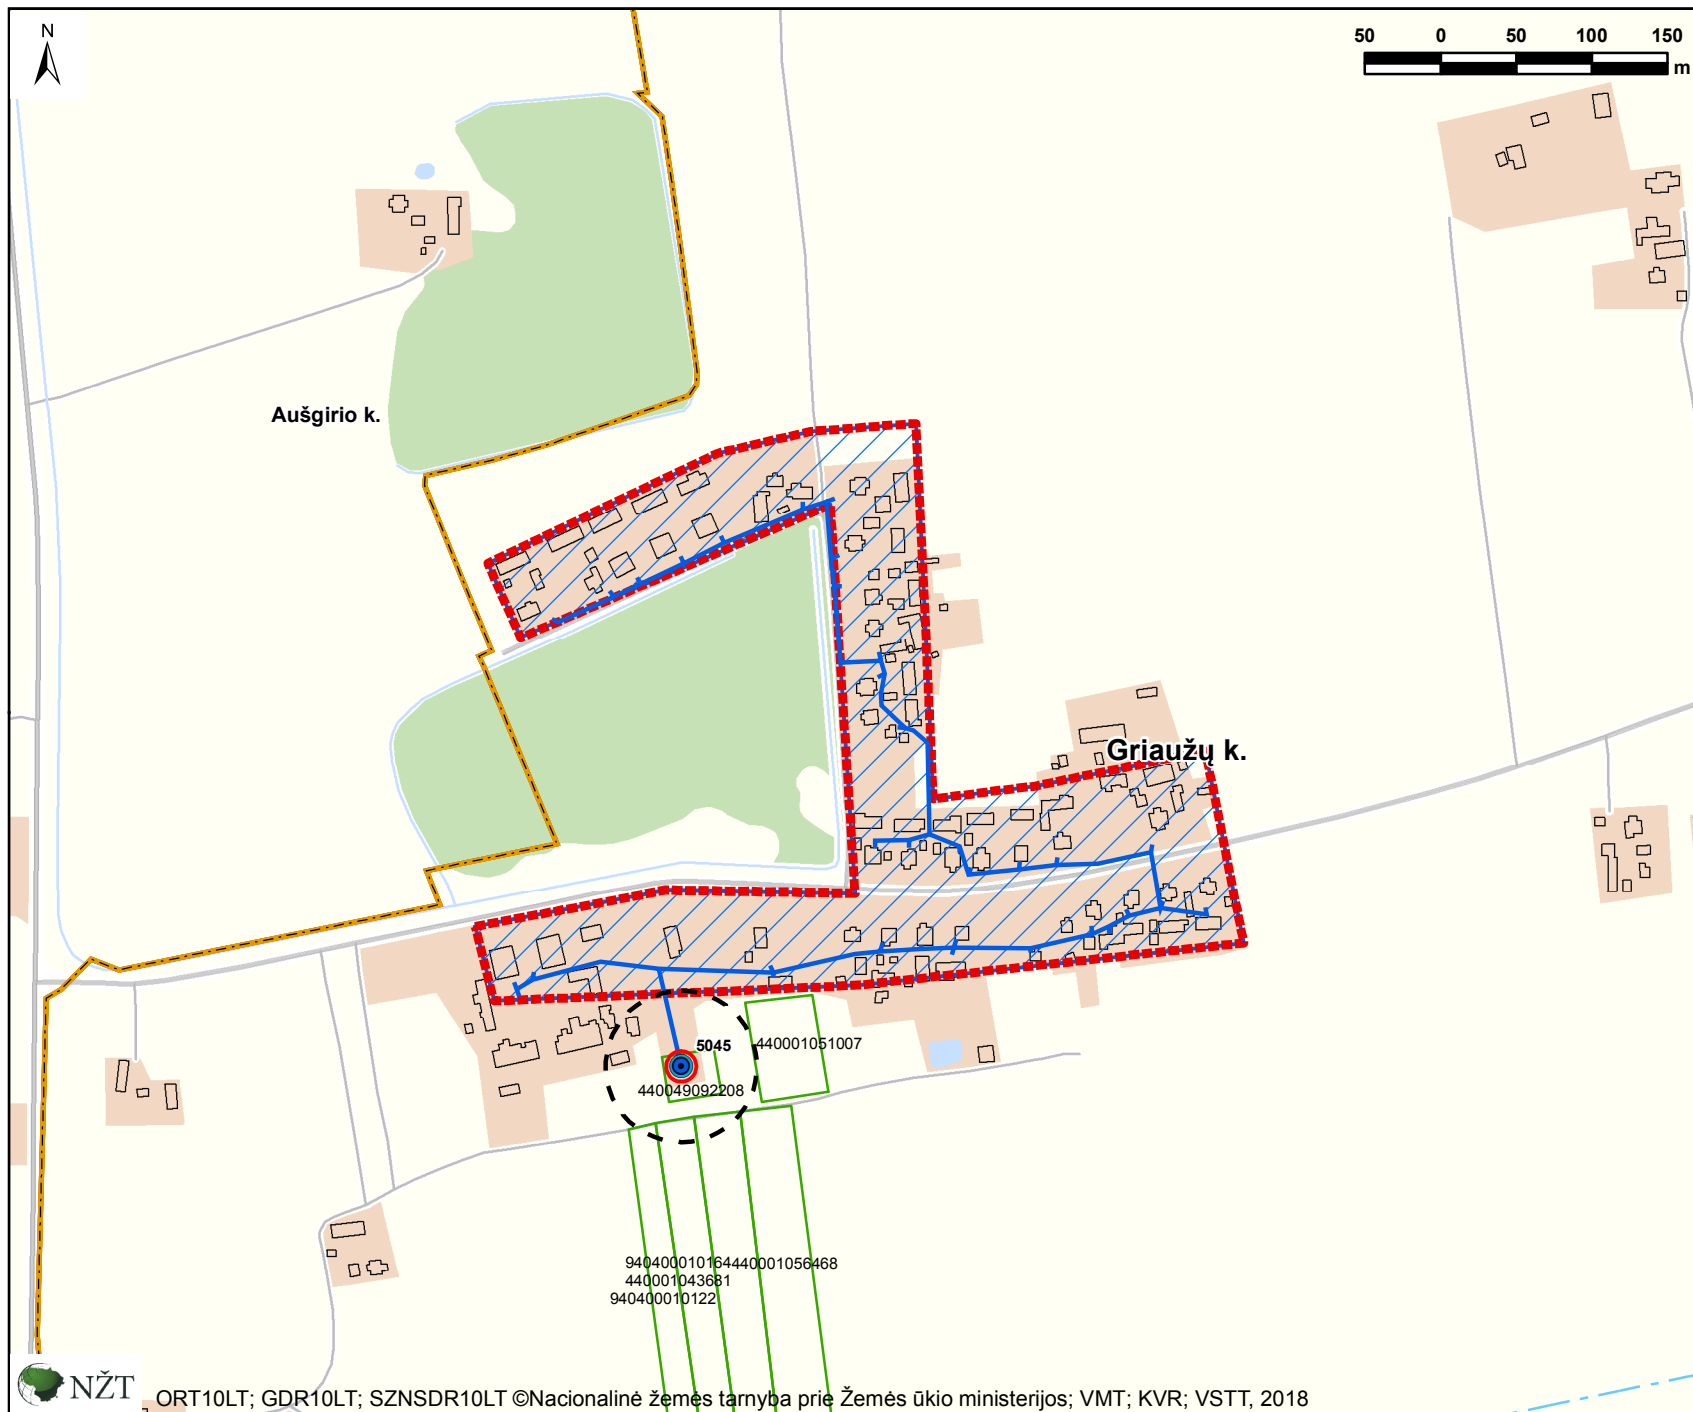 N
50 0 50 100 150
m
Aušgirio k.
Griaužų k.
5045
440001051007
440049092208
940400010164440001056468
440001043681
940400010122
NŽT
ORT10LT; GDR10LT; SZNSDR10LT ©Nacionalinė žemės tarnyba prie Žemės ūkio ministerijos; VMT; KVR; VSTT, 2018